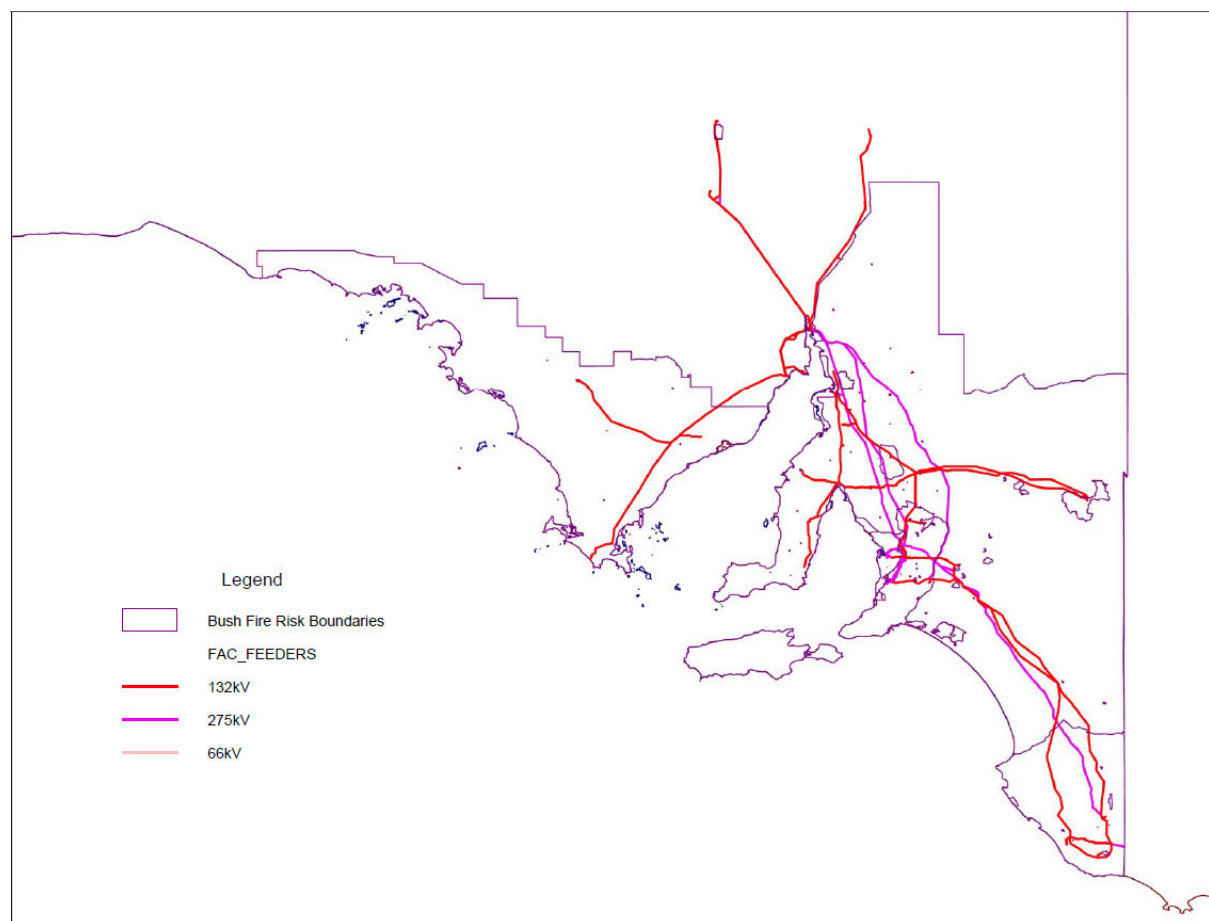 Legend
Bush Fire Risk Boundaries
FAC_FEEDERS
132kV
275kV
66kV